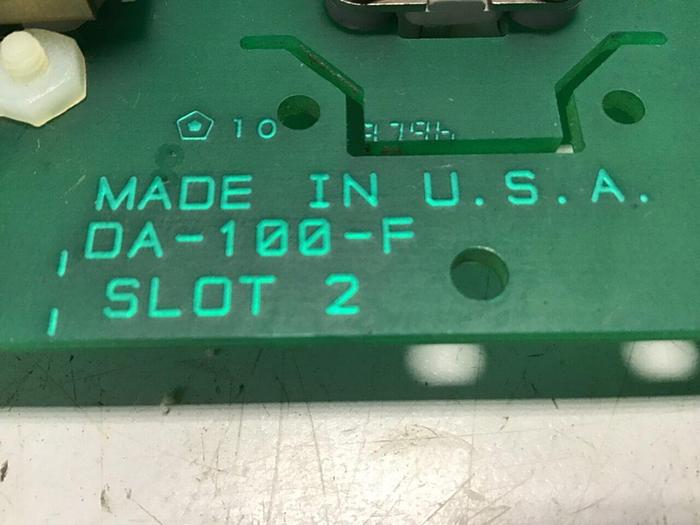 10
MADE IN U.S.A.
DA-100-F
SLOT 2